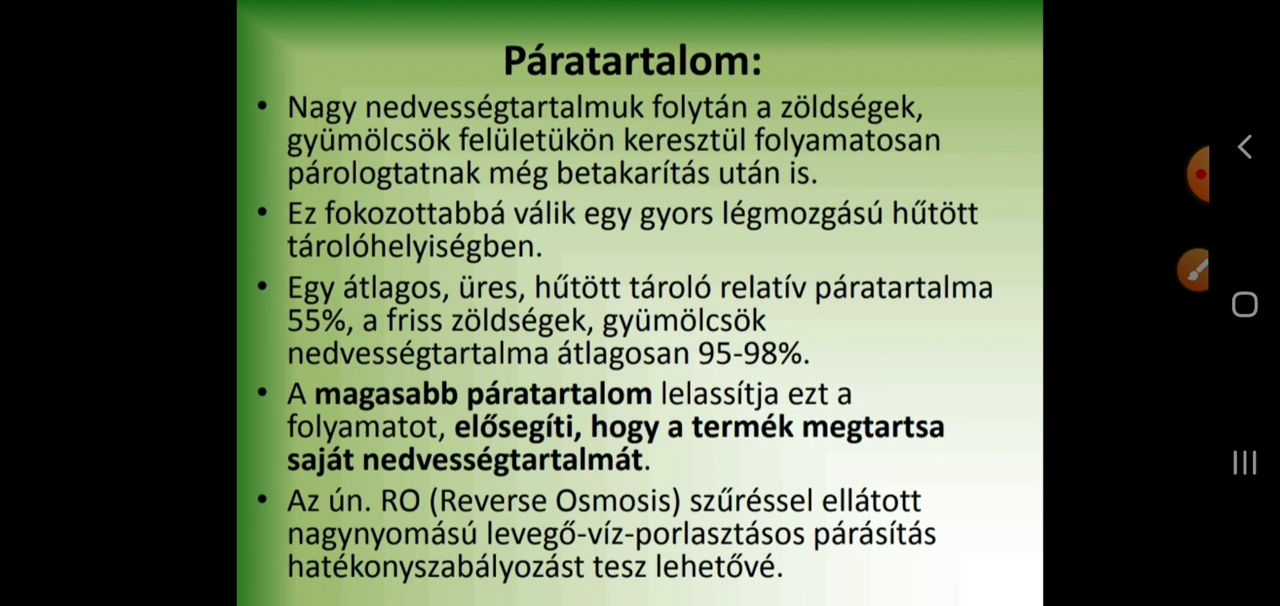 Páratartalom:
• Nagy nedvességtartalmuk folytán a zöldségek,
gyümölcsök felületükön keresztül folyamatosan
párologtatnak még betakarítás után is.
• Ez fokozottabbá válik egy gyors légmozgású hűtött
tárolóhelyiségben.
• Egy átlagos, üres, hűtött tároló relatív páratartalma
55%, a friss zöldségek, gyümölcsök
nedvességtartalma átlagosan 95-98%.
• A magasabb páratartalom lelassítja ezt a
folyamatot, elősegíti, hogy a termék megtartsa
saját nedvességtartalmát.
• Az ún. RO (Reverse Osmosis) szűréssel ellátott
nagynyomású levegő-víz-porlasztásos párásítás
hatékonyszabályozást tesz lehetővé.